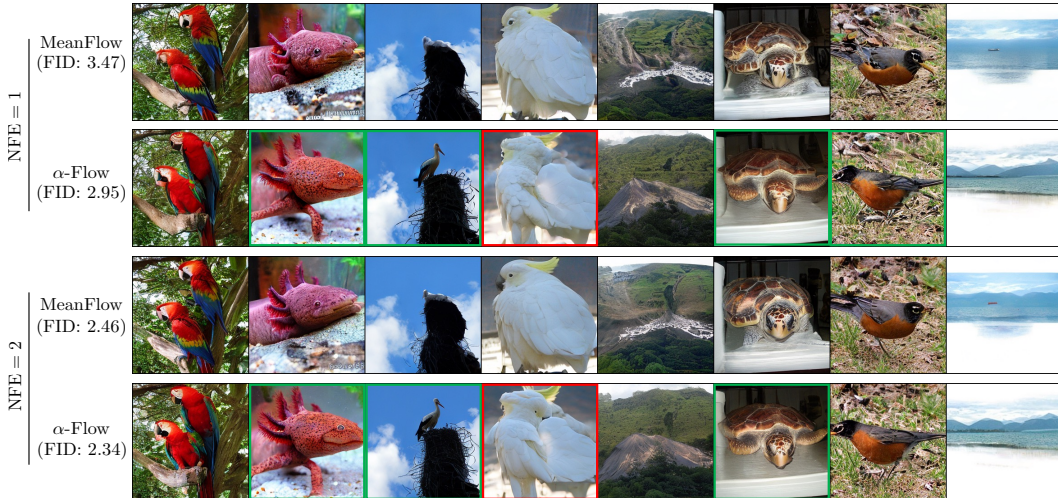 NFE = 1
MeanFlow
(FID: 3.47)
α-Flow
(FID: 2.95)
NFE = 2
MeanFlow
(FID: 2.46)
α-Flow
(FID: 2.34)